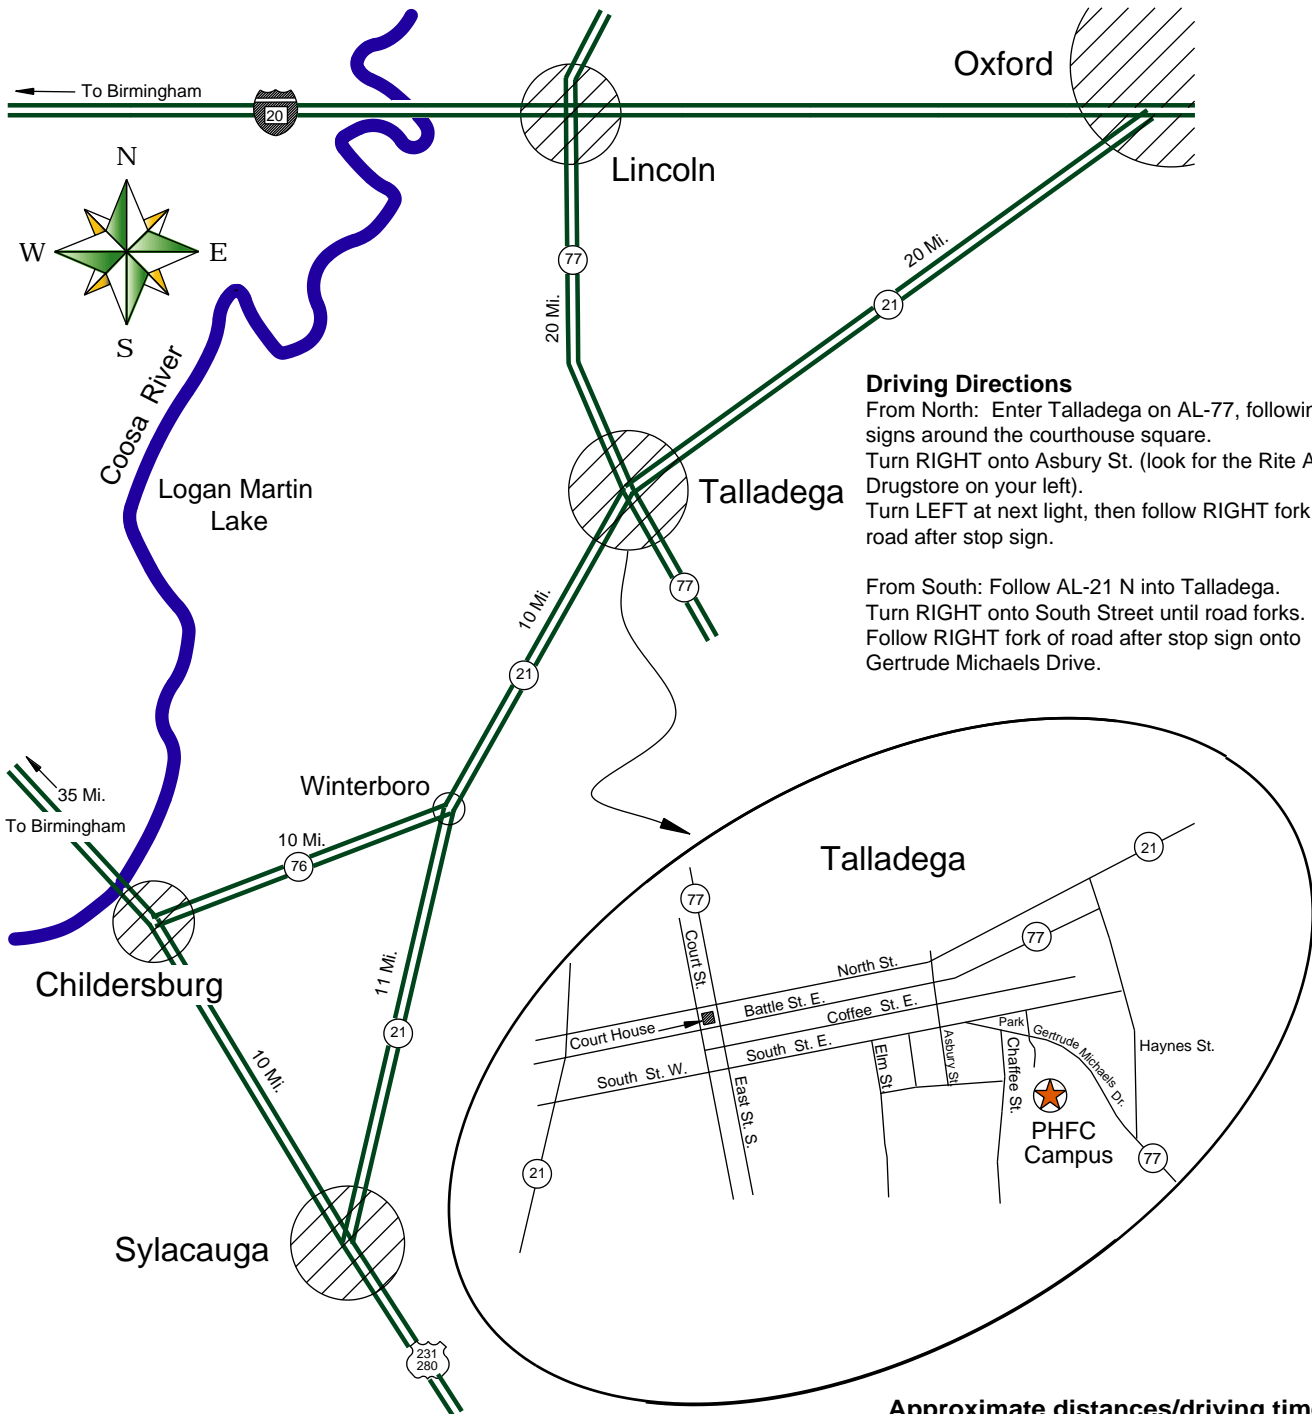 Oxford
To Birmingham
20
Lincoln
N
W
E
S
77
20 Mi.
20 Mi.
21
Coosa River
Logan Martin
Lake
Talladega
77
Driving Directions
From North: Enter Talladega on AL-77, followin
signs around the courthouse square.
Turn RIGHT onto Asbury St. (look for the Rite A
Drugstore on your left).
Turn LEFT at next light, then follow RIGHT fork
road after stop sign.
From South: Follow AL-21 N into Talladega.
Turn RIGHT onto South Street until road forks.
Follow RIGHT fork of road after stop sign onto
Gertrude Michaels Drive.
10 Mi.
21
Winterboro
35 Mi.
To Birmingham
10 Mi.
76
Childersburg
11 Mi.
21
10 Mi.
Sylacauga
231
280
Talladega
21
77
77
Court St.
North St.
Battle St. E.
Coffee St. E.
Court House
South St. E.
South St. W.
East St. S.
Elm St.
Asbury St.
Chaffee St.
Park
Gertrude Michaels Dr.
Haynes St.
PHFC
Campus
77
21
Approximate distances/driving tim